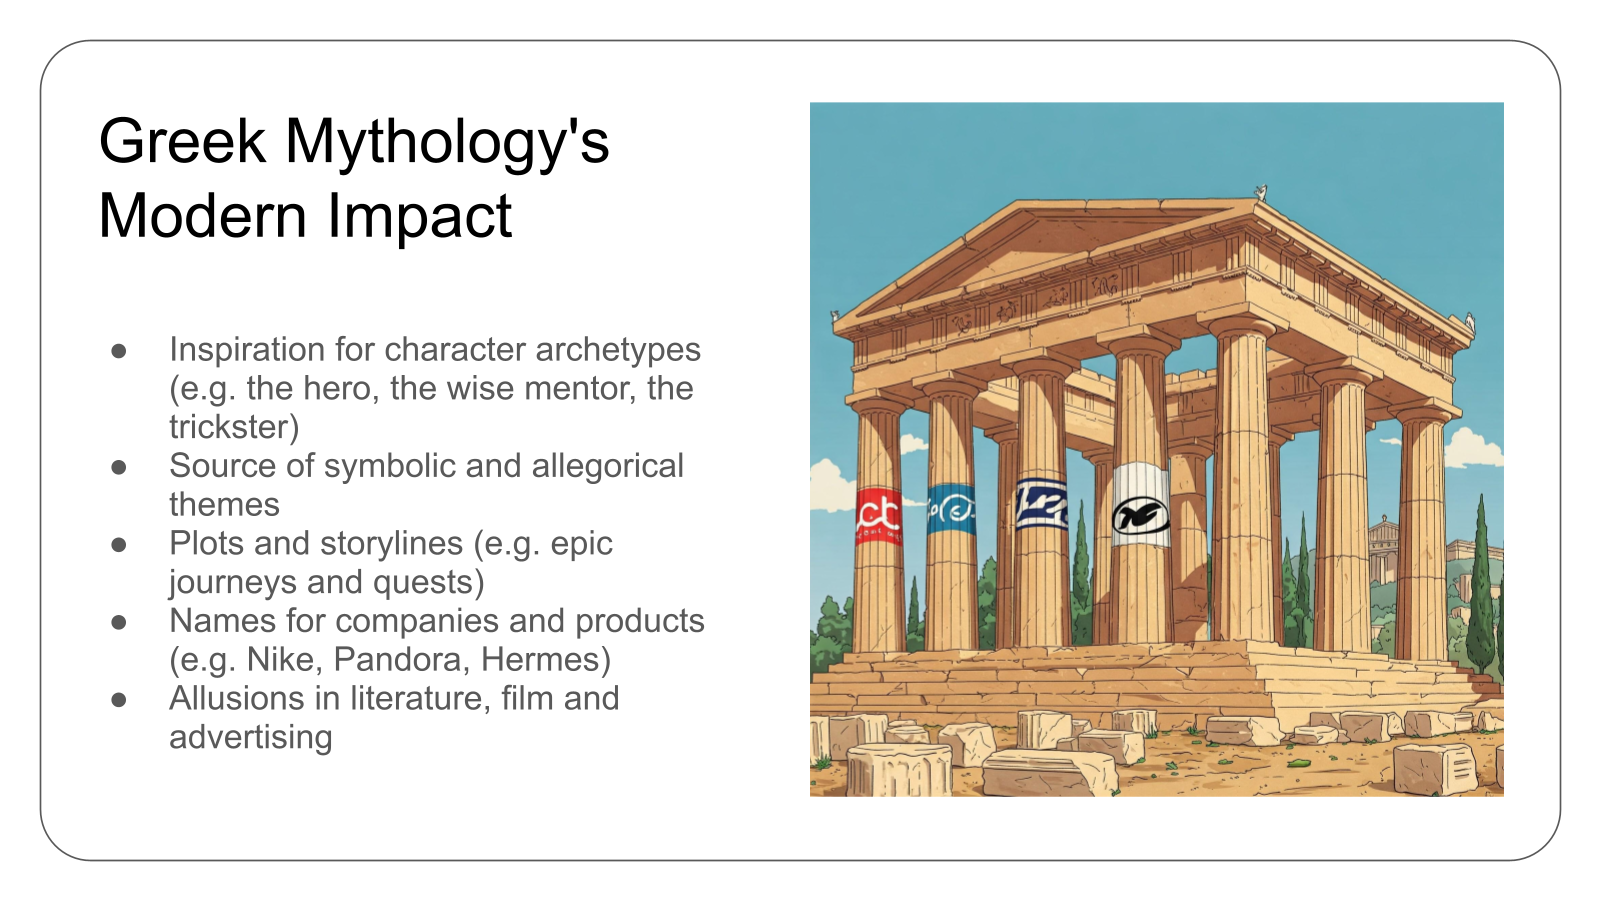 Greek Mythology's
Modern Impact
● Inspiration for character archetypes
(e.g. the hero, the wise mentor, the
trickster)
● Source of symbolic and allegorical
themes
● Plots and storylines (e.g. epic
journeys and quests)
● Names for companies and products
(e.g. Nike, Pandora, Hermes)
● Allusions in literature, film and
advertising